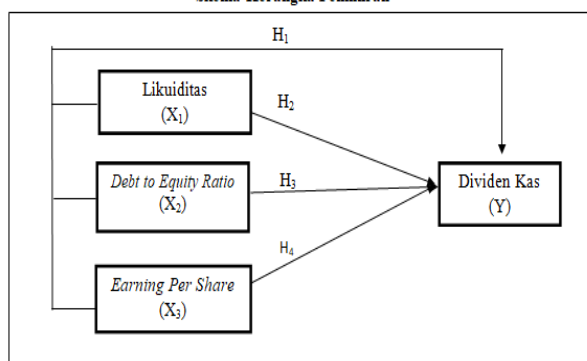 H₁
Likuiditas
(X₁)
H₂
Debt to Equity Ratio
(X₂)
H₃
Dividen Kas
(Y)
H₄
Earning Per Share
(X₃)